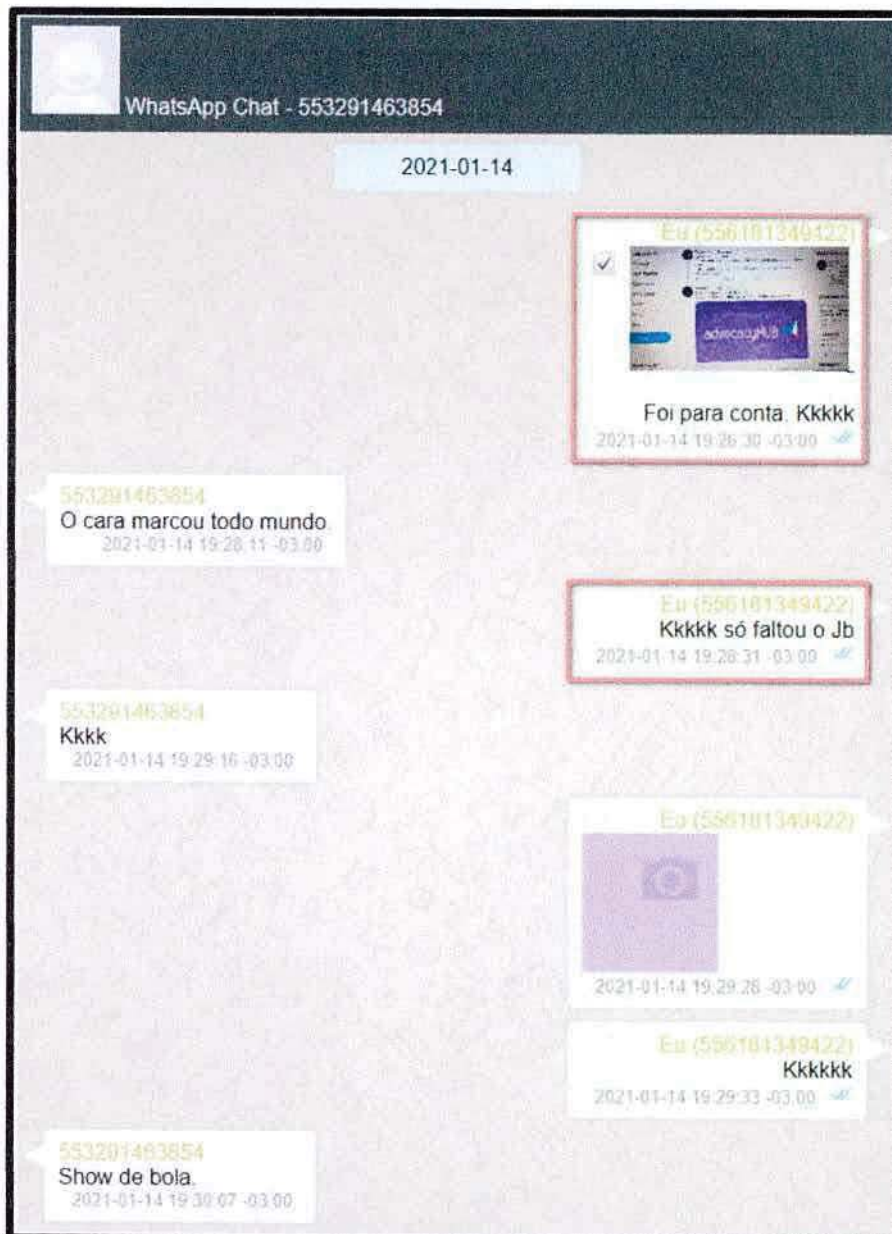 WhatsApp Chat - 553291463854
2021-01-14
Eu (556181349422)
advocacyHUB
Foi para conta. Kkkkk
2021-01-14 19:26:30 -03:00
553291463854
O cara marcou todo mundo.
2021-01-14 19:28:11 -03:00
Eu (556181349422)
Kkkkk só faltou o Jb
2021-01-14 19:28:31 -03:00
553291463854
Kkkk
2021-01-14 19:29:16 -03:00
Eu (556181349422)
2021-01-14 19:29:28 -03:00
Eu (556181349422)
Kkkkkk
2021-01-14 19:29:33 -03:00
553291463854
Show de bola.
2021-01-14 19:30:07 -03:00